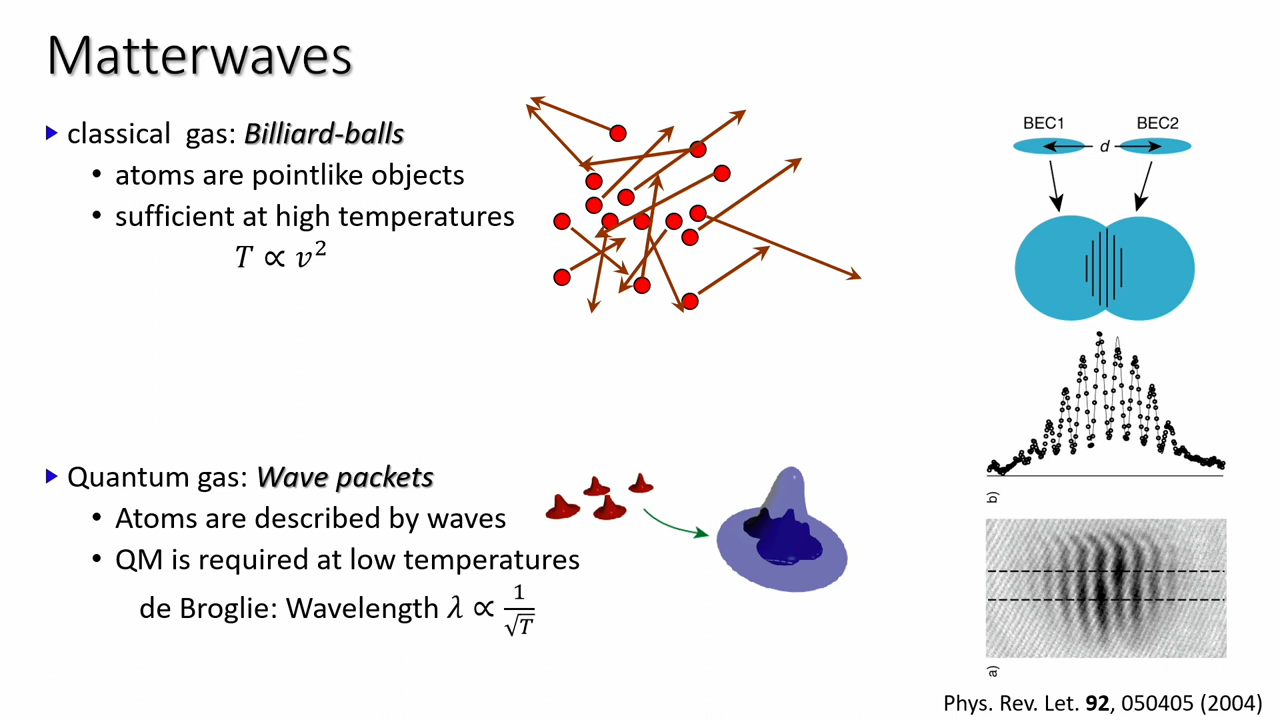 Matterwaves
classical gas: Billiard-balls
• atoms are pointlike objects
• sufficient at high temperatures
T ∝ v²
Quantum gas: Wave packets
• Atoms are described by waves
• QM is required at low temperatures
de Broglie: Wavelength λ ∝ 1/√T
BEC1 BEC2
d
b)
a)
Phys. Rev. Let. 92, 050405 (2004)